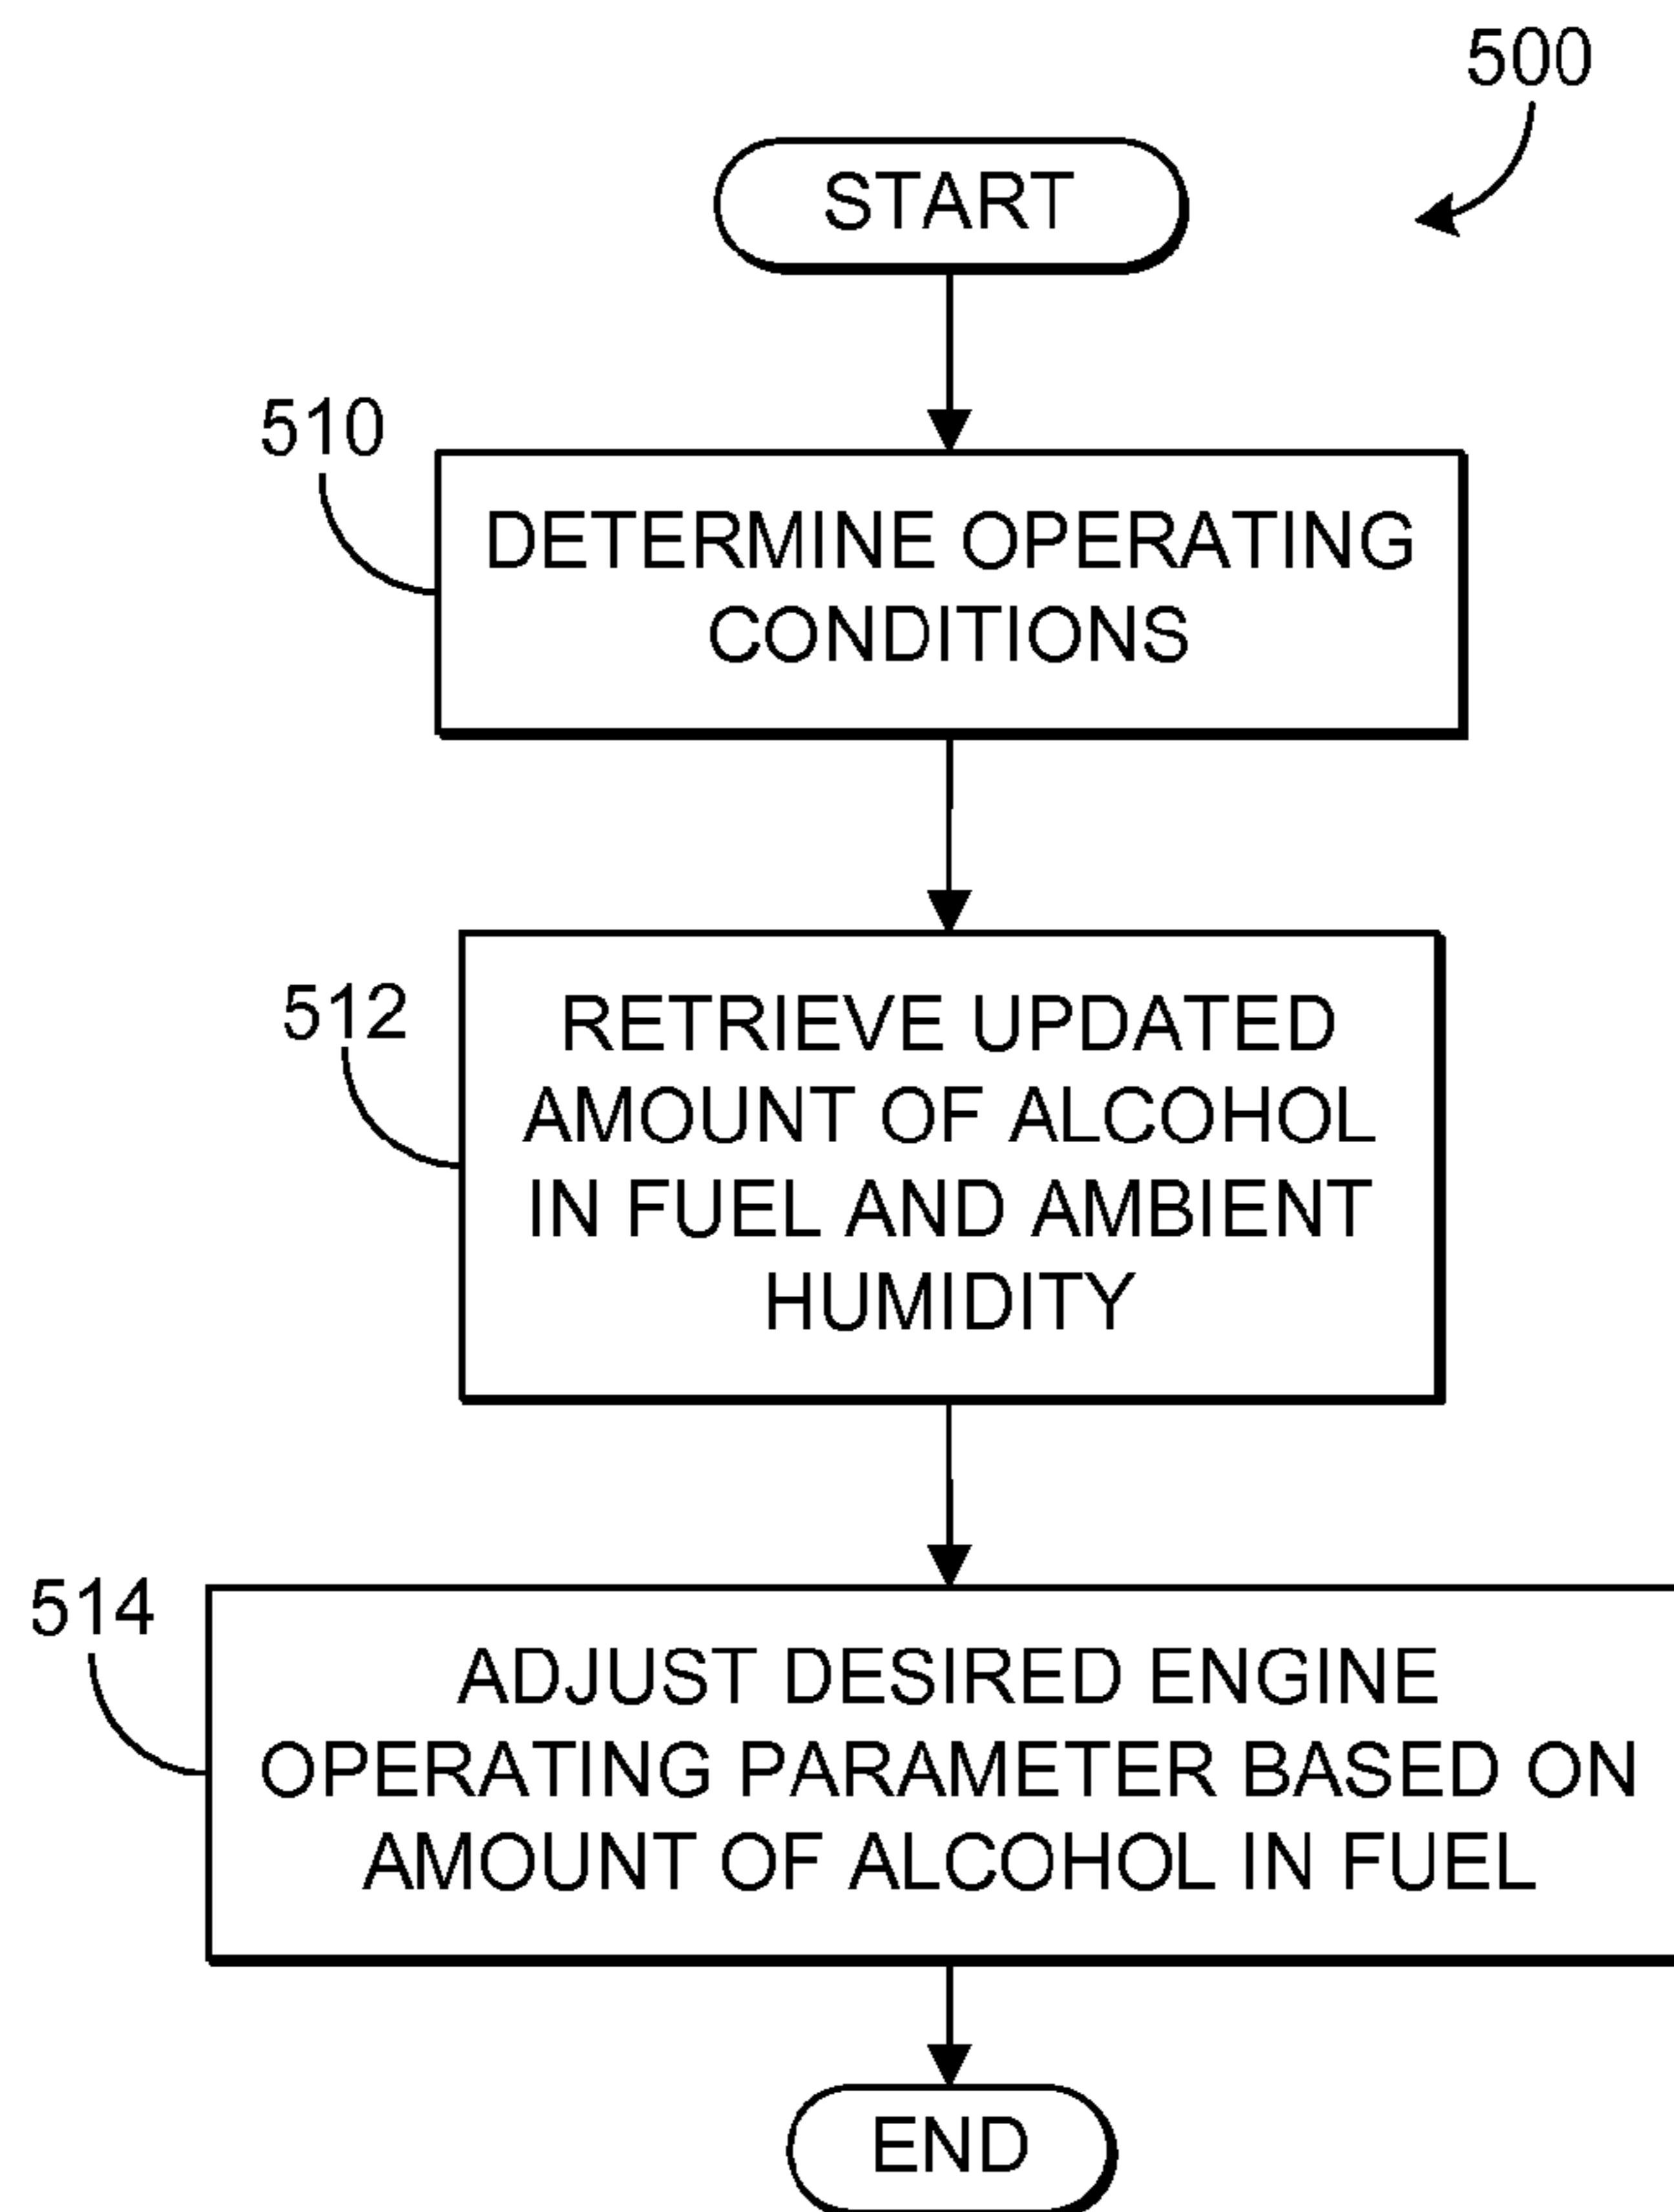 500
START
510
DETERMINE OPERATING
CONDITIONS
512
RETRIEVE UPDATED
AMOUNT OF ALCOHOL
IN FUEL AND AMBIENT
HUMIDITY
514
ADJUST DESIRED ENGINE
OPERATING PARAMETER BASED ON
AMOUNT OF ALCOHOL IN FUEL
END